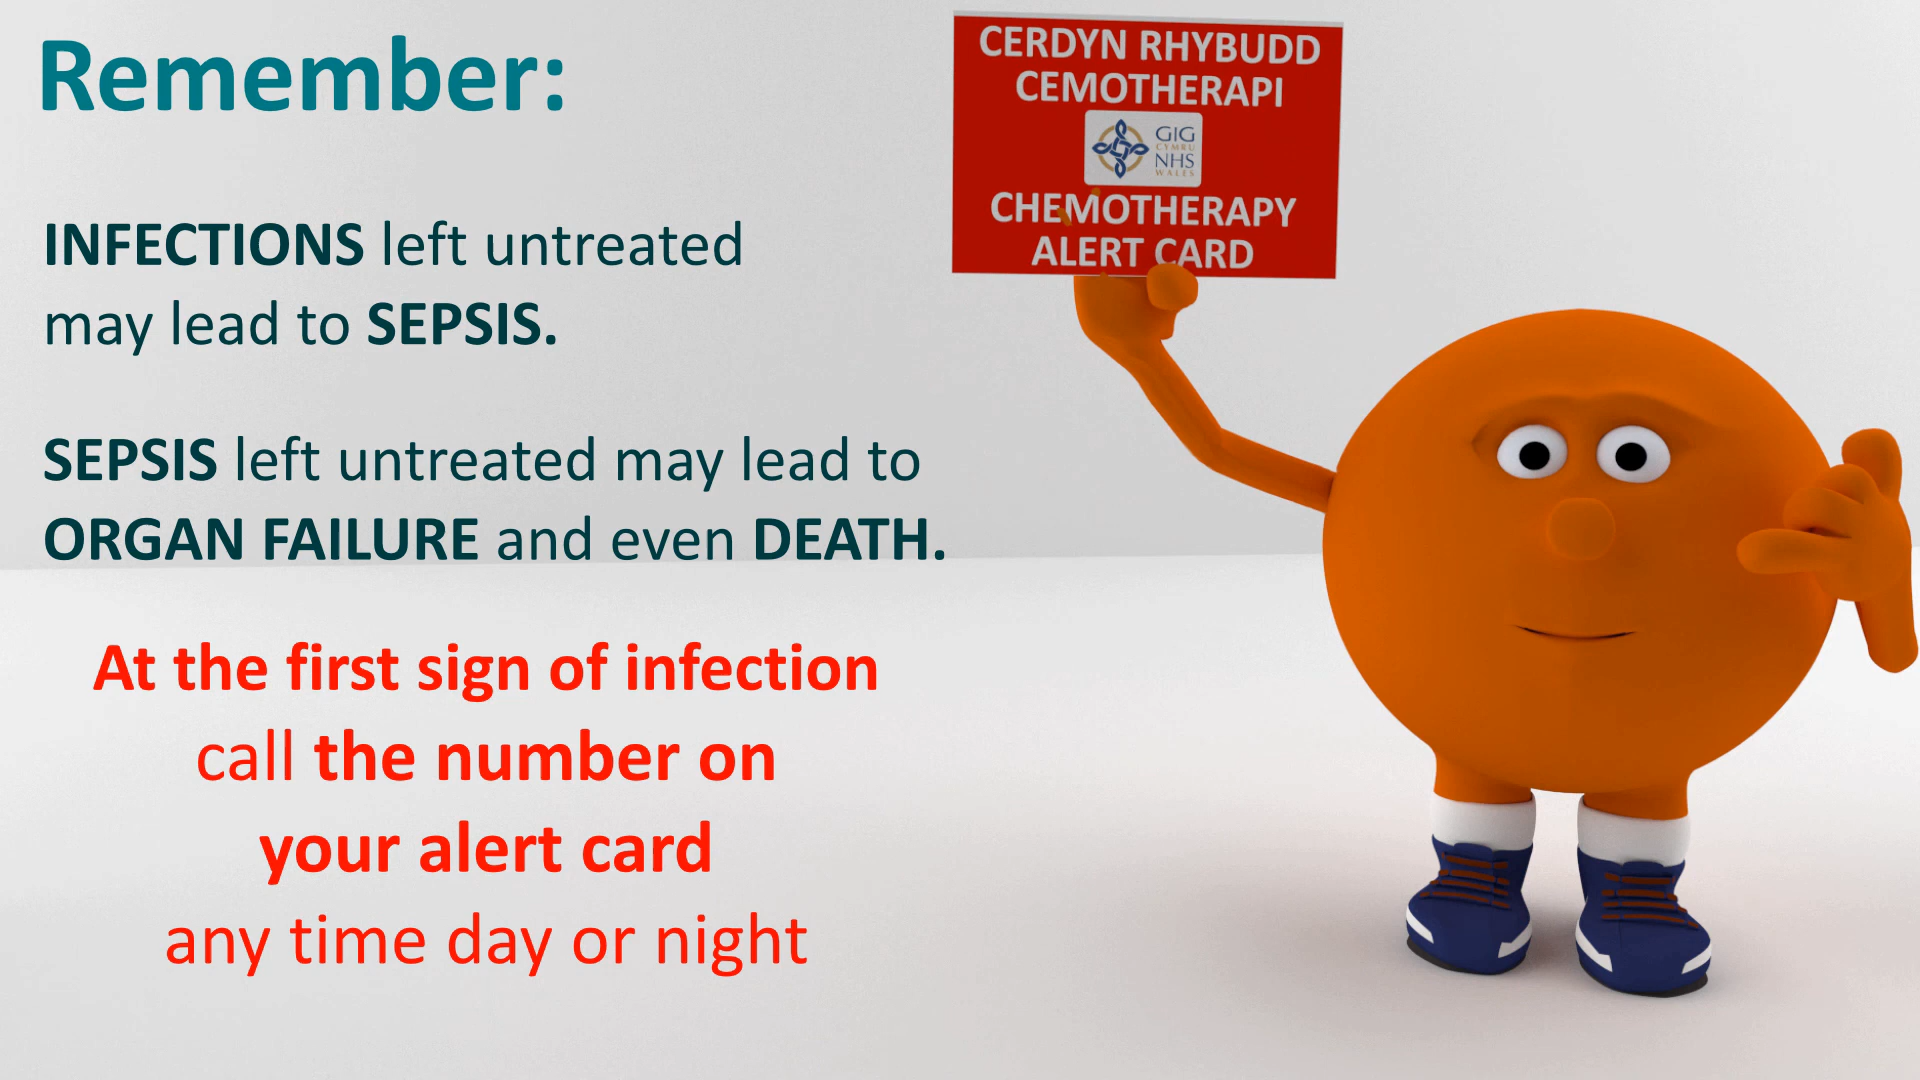 Remember:
INFECTIONS left untreated
may lead to SEPSIS.
SEPSIS left untreated may lead to
ORGAN FAILURE and even DEATH.
At the first sign of infection
call the number on
your alert card
any time day or night
CERDYN RHYBUDD
CEMOTHERAPI
GIG
CYMRU
NHS
WALES
CHEMOTHERAPY
ALERT CARD